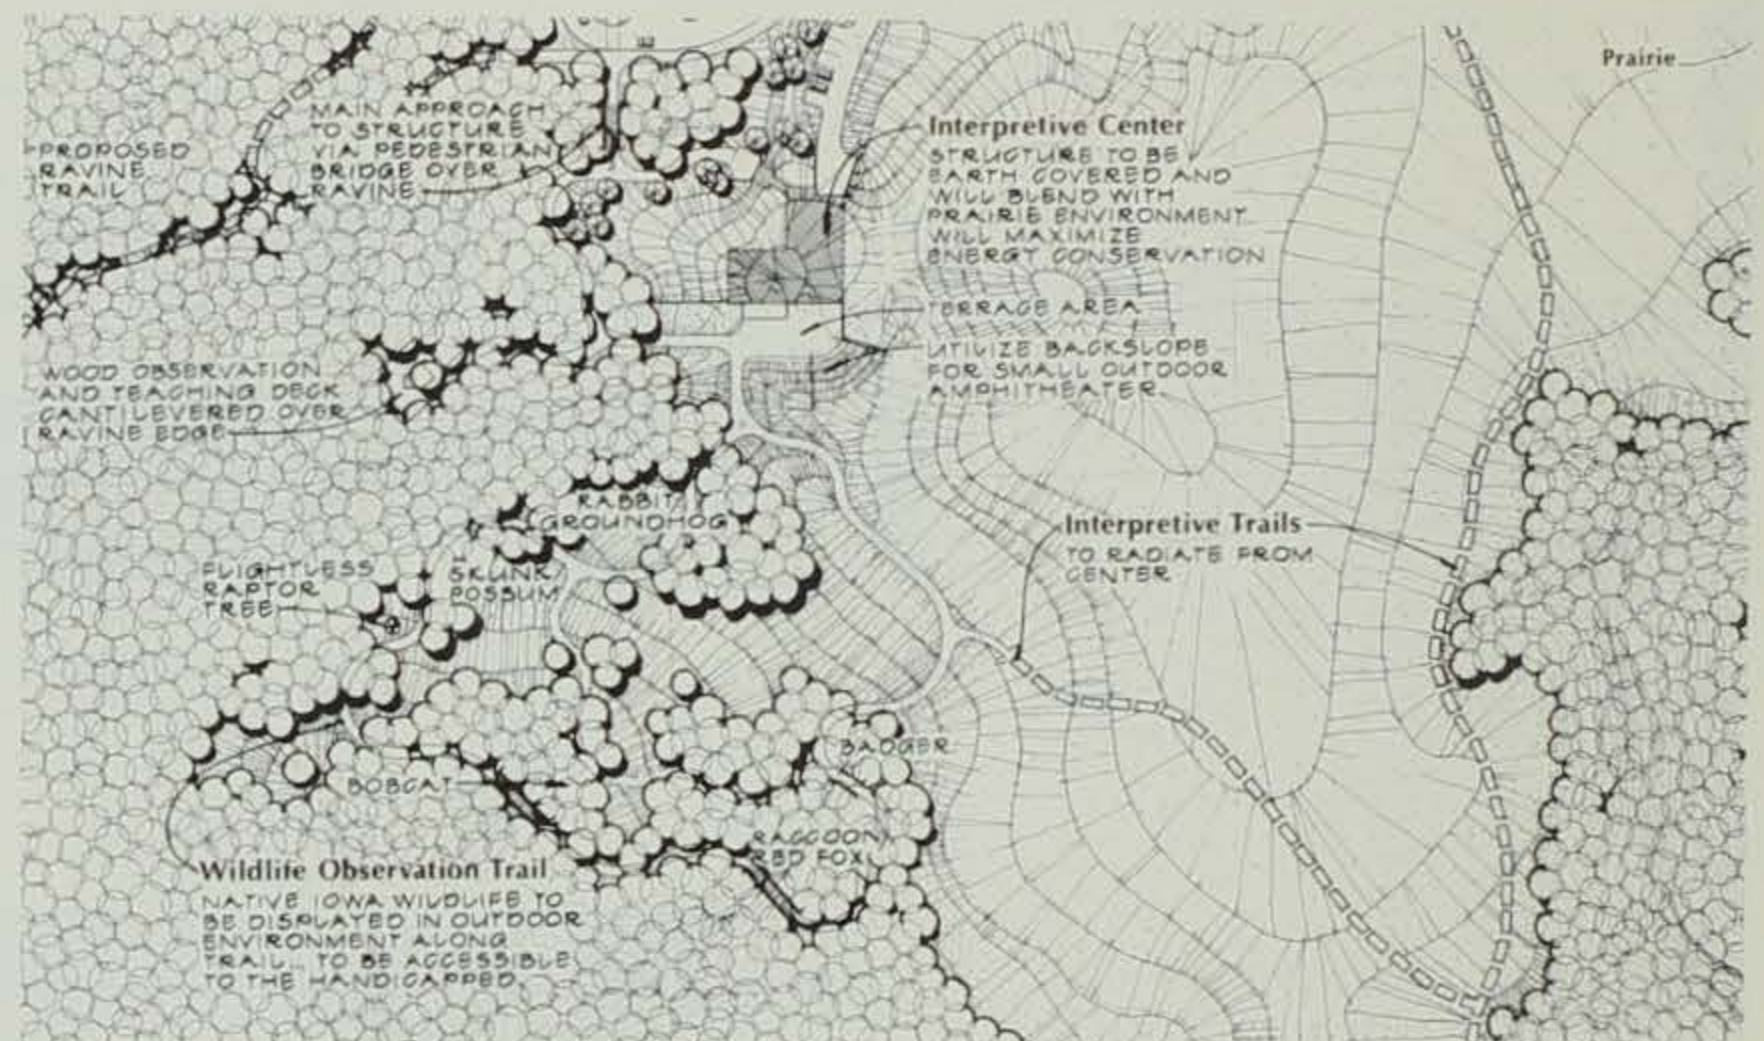 Prairie
MAIN APPROACH
TO STRUCTURE
VIA PEDESTRIAN
BRIDGE OVER
RAVINE
PROPOSED
RAVINE
TRAIL
Interpretive Center
STRUCTURE TO BE
EARTH COVERED AND
WILL BLEND WITH
PRAIRIE ENVIRONMENT
WILL MAXIMIZE
ENERGY CONSERVATION
TERRACE AREA
UTILIZE BACKSLOPE
FOR SMALL OUTDOOR
AMPHITHEATER
WOOD OBSERVATION
AND TEACHING DECK
CANTILEVERED OVER
RAVINE EDGE
RABBIT
GROUNDHOG
Interpretive Trails
TO RADIATE FROM
CENTER
FLIGHTLESS
RAPTOR
TREE
SKUNK
POSSUM
BADGER
BOBCAT
RACCOON
RED FOX
Wildlife Observation Trail
NATIVE IOWA WILDLIFE TO
BE DISPLAYED IN OUTDOOR
ENVIRONMENT ALONG
TRAIL... TO BE ACCESSIBLE
TO THE HANDICAPPED.